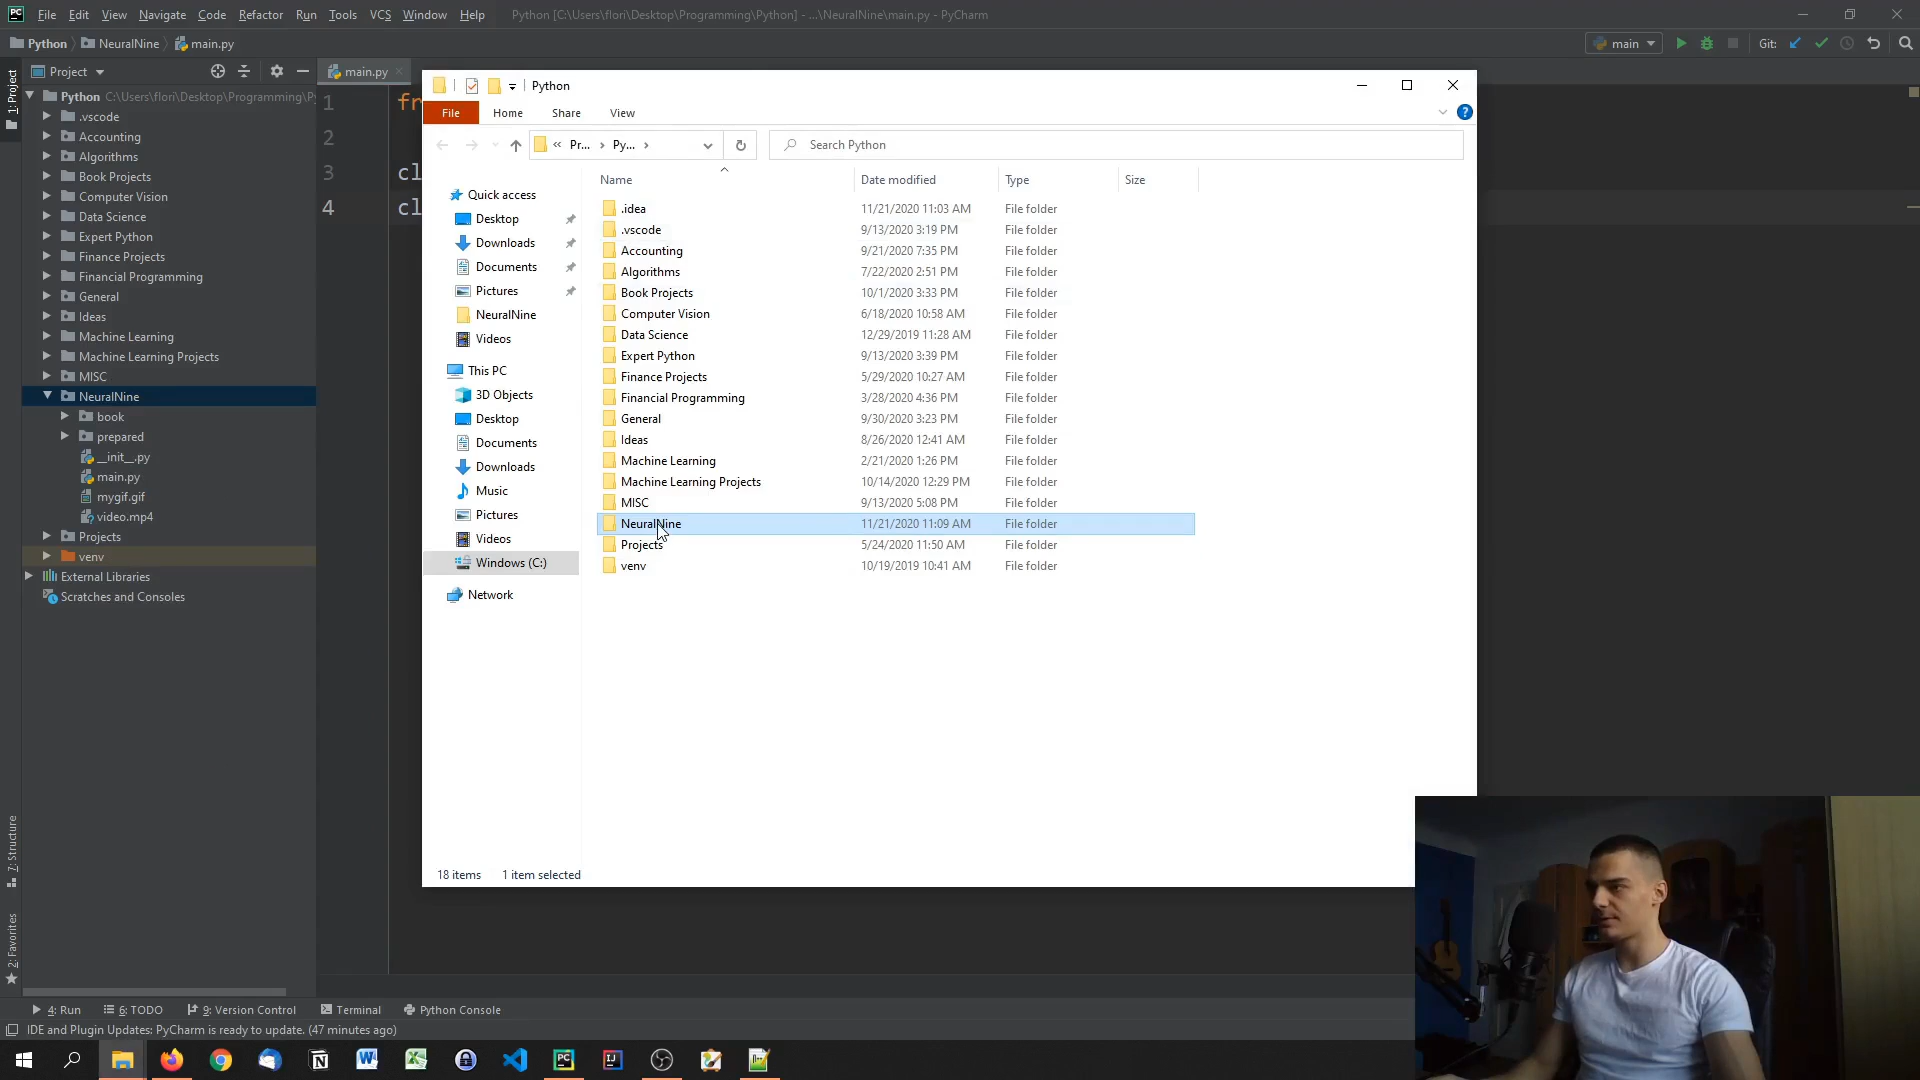 PC File Edit View Navigate Code Refactor Run Tools VCS Window Help Python [C:\Users\flori\Desktop\Programming\Python] - ...\NeuralNine\main.py - PyCharm
Python NeuralNine main.py
main Git:
1: Project
Project
main.py
Python C:\Users\flori\Desktop\Programming\Py
.vscode
Accounting
Algorithms
Book Projects
Computer Vision
Data Science
Expert Python
Finance Projects
Financial Programming
General
Ideas
Machine Learning
Machine Learning Projects
MISC
NeuralNine
book
prepared
__init__.py
main.py
mygif.gif
video.mp4
Projects
venv
External Libraries
Scratches and Consoles
7: Structure
2: Favorites
1 fr
2
3 cl
4 cl
Python
File Home Share View
« Pr... › Py... ›
Search Python
Quick access
Desktop
Downloads
Documents
Pictures
NeuralNine
Videos
This PC
3D Objects
Desktop
Documents
Downloads
Music
Pictures
Videos
Windows (C:)
Network
Name Date modified Type Size
.idea 11/21/2020 11:03 AM File folder
.vscode 9/13/2020 3:19 PM File folder
Accounting 9/21/2020 7:35 PM File folder
Algorithms 7/22/2020 2:51 PM File folder
Book Projects 10/1/2020 3:33 PM File folder
Computer Vision 6/18/2020 10:58 AM File folder
Data Science 12/29/2019 11:28 AM File folder
Expert Python 9/13/2020 3:39 PM File folder
Finance Projects 5/29/2020 10:27 AM File folder
Financial Programming 3/28/2020 4:36 PM File folder
General 9/30/2020 3:23 PM File folder
Ideas 8/26/2020 12:41 AM File folder
Machine Learning 2/21/2020 1:26 PM File folder
Machine Learning Projects 10/14/2020 12:29 PM File folder
MISC 9/13/2020 5:08 PM File folder
NeuralNine 11/21/2020 11:09 AM File folder
Projects 5/24/2020 11:50 AM File folder
venv 10/19/2019 10:41 AM File folder
18 items 1 item selected
4: Run 6: TODO 9: Version Control Terminal Python Console
IDE and Plugin Updates: PyCharm is ready to update. (47 minutes ago)